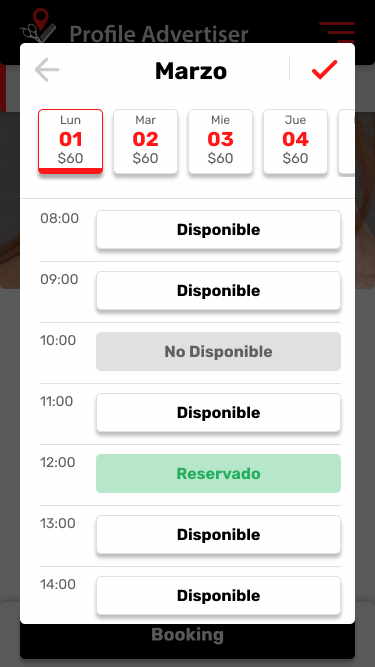 Profile Advertiser
Marzo
Lun Mar Mie Jue
01 02 03 04
$60 $60 $60 $60
08:00 Disponible
09:00 Disponible
10:00 No Disponible
11:00 Disponible
12:00 Reservado
13:00 Disponible
14:00 Disponible
Booking